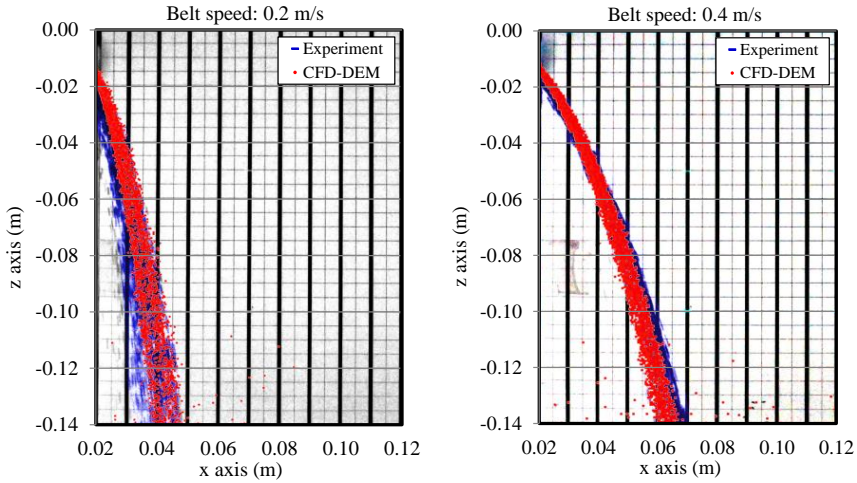 Belt speed: 0.2 m/s
Experiment
CFD-DEM
0.00
-0.02
-0.04
-0.06
-0.08
-0.10
-0.12
-0.14
z axis (m)
0.02 0.04 0.06 0.08 0.10 0.12
x axis (m)
Belt speed: 0.4 m/s
Experiment
CFD-DEM
0.00
-0.02
-0.04
-0.06
-0.08
-0.10
-0.12
-0.14
z axis (m)
0.02 0.04 0.06 0.08 0.10 0.12
x axis (m)